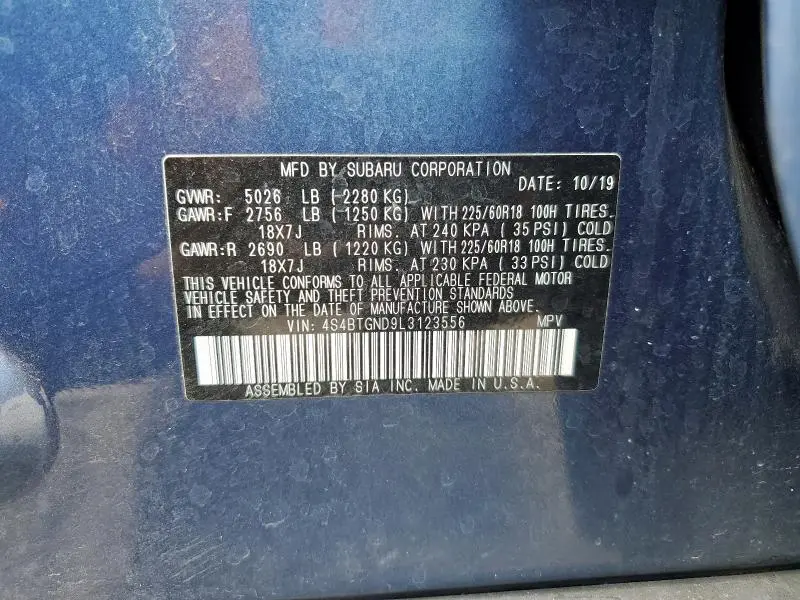 MFD BY SUBARU CORPORATION
DATE: 10/19
GVWR: 5026 LB ( 2280 KG)
GAWR:F 2756 LB ( 1250 KG) WITH 225/60R18 100H TIRES.
18X7J RIMS. AT 240 KPA ( 35 PSI) COLD
GAWR:R 2690 LB ( 1220 KG) WITH 225/60R18 100H TIRES.
18X7J RIMS. AT 230 KPA ( 33 PSI) COLD
THIS VEHICLE CONFORMS TO ALL APPLICABLE FEDERAL MOTOR
VEHICLE SAFETY AND THEFT PREVENTION STANDARDS
IN EFFECT ON THE DATE OF MANUFACTURE SHOWN ABOVE.
VIN: 4S4BTGND9L3123556 MPV
ASSEMBLED BY SIA INC. MADE IN U.S.A.